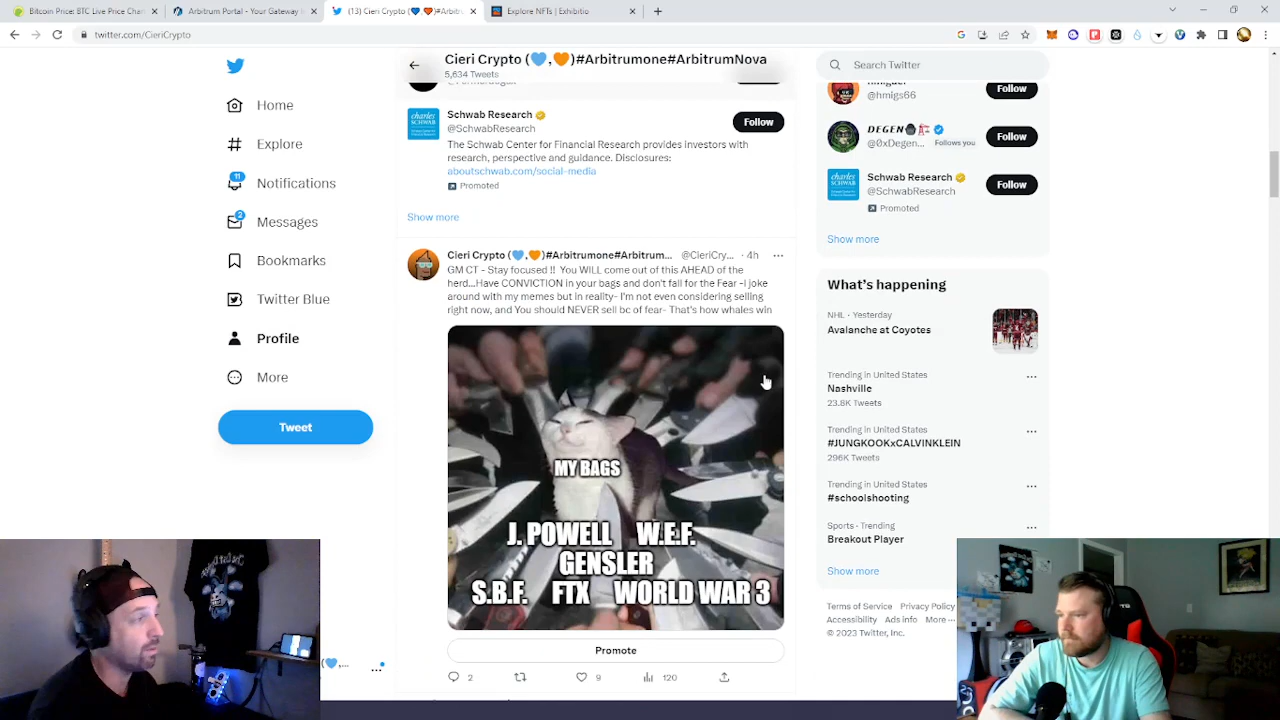 Bitcoin Price: BTC Live Price Chart
Arbitrum Portal - Your Gateway
(13) Cieri Crypto (💙,🧡)#Arbitr
Explore NFTs | Exhibitio
twitter.com/CieriCrypto
Home
Explore
11
Notifications
2
Messages
Bookmarks
Twitter Blue
Profile
More
Tweet
Cieri Crypto (💙,🧡)#Arbitrumone#ArbitrumNova
5,634 Tweets
charles SCHWAB
Schwab Research
@SchwabResearch
Follow
The Schwab Center for Financial Research provides investors with
research, perspective and guidance. Disclosures:
aboutschwab.com/social-media
Promoted
Show more
Cieri Crypto (💙,🧡)#Arbitrumone#Arbitrum... @CieriCry... · 4h
GM CT - Stay focused !! You WILL come out of this AHEAD of the
herd...Have CONVICTION in your bags and don't fall for the Fear -I joke
around with my memes but in reality- I'm not even considering selling
right now, and You should NEVER sell bc of fear- That's how whales win
MY BAGS
J. POWELL W.E.F.
GENSLER
S.B.F. FTX WORLD WAR 3
Promote
2
9
120
Search Twitter
@hmigs66
Follow
DEGEN
@0xDegen... Follows you
Follow
charles SCHWAB
Schwab Research
@SchwabResearch
Follow
Promoted
Show more
What's happening
NHL · Yesterday
Avalanche at Coyotes
Trending in United States
Nashville
23.8K Tweets
Trending in United States
#JUNGKOOKxCALVINKLEIN
296K Tweets
Trending in United States
#schoolshooting
Sports · Trending
Breakout Player
Show more
Terms of Service Privacy Policy
Accessibility Ads info More ...
© 2023 Twitter, Inc.